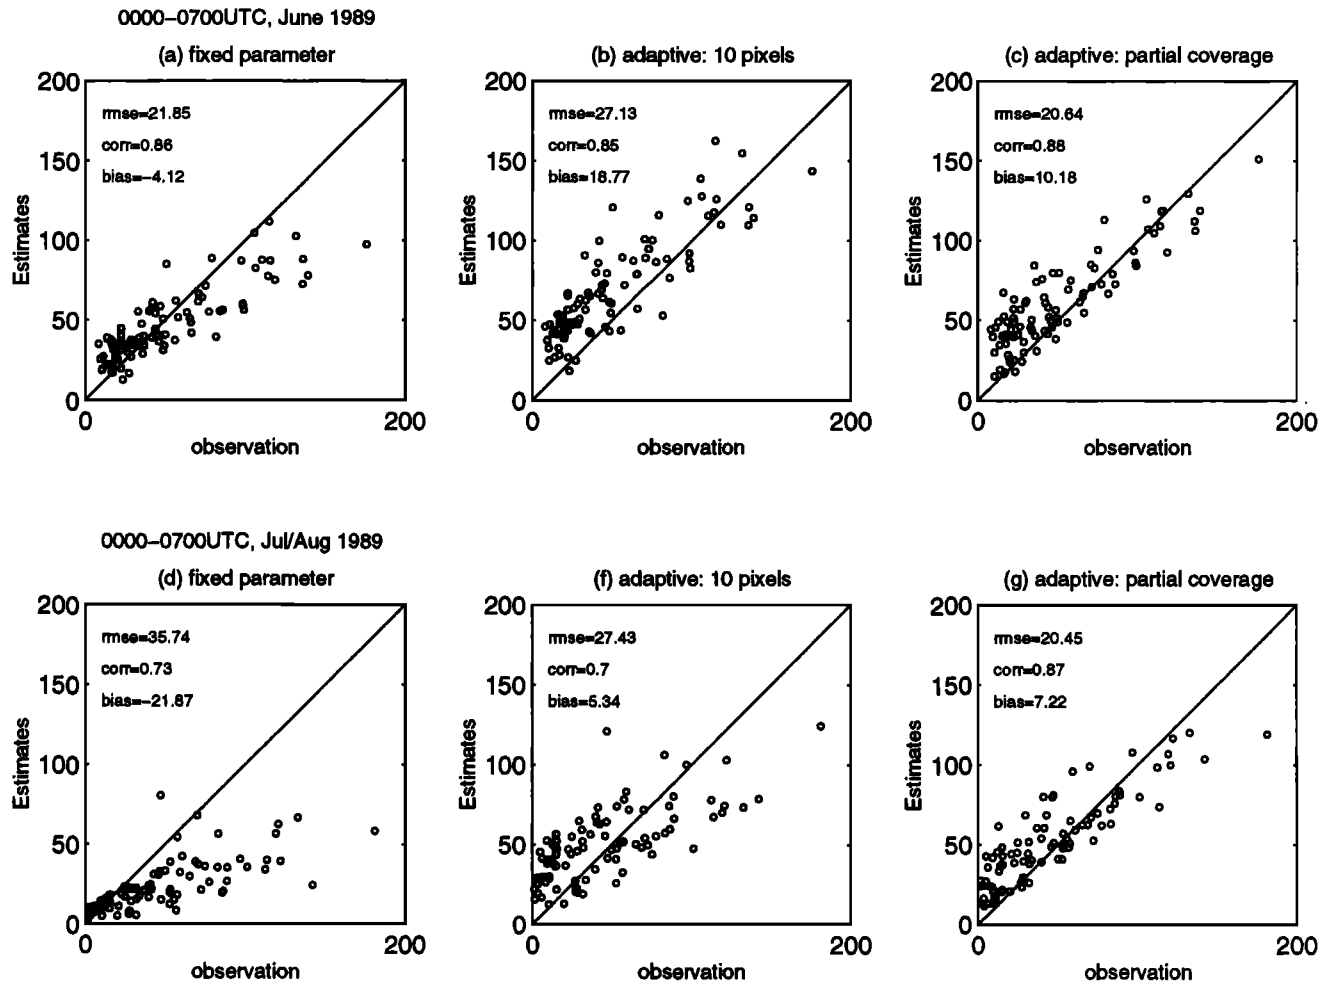 0000-0700UTC, June 1989
(a) fixed parameter
200
150
100
50
0
0
200
Estimates
observation
rmse=21.85
corr=0.86
bias=-4.12
(b) adaptive: 10 pixels
200
150
100
50
0
0
200
Estimates
observation
rmse=27.13
corr=0.85
bias=18.77
(c) adaptive: partial coverage
200
150
100
50
0
0
200
Estimates
observation
rmse=20.64
corr=0.88
bias=10.18
0000-0700UTC, Jul/Aug 1989
(d) fixed parameter
200
150
100
50
0
0
200
Estimates
observation
rmse=35.74
corr=0.73
bias=-21.87
(f) adaptive: 10 pixels
200
150
100
50
0
0
200
Estimates
observation
rmse=27.43
corr=0.7
bias=5.34
(g) adaptive: partial coverage
200
150
100
50
0
0
200
Estimates
observation
rmse=20.45
corr=0.87
bias=7.22